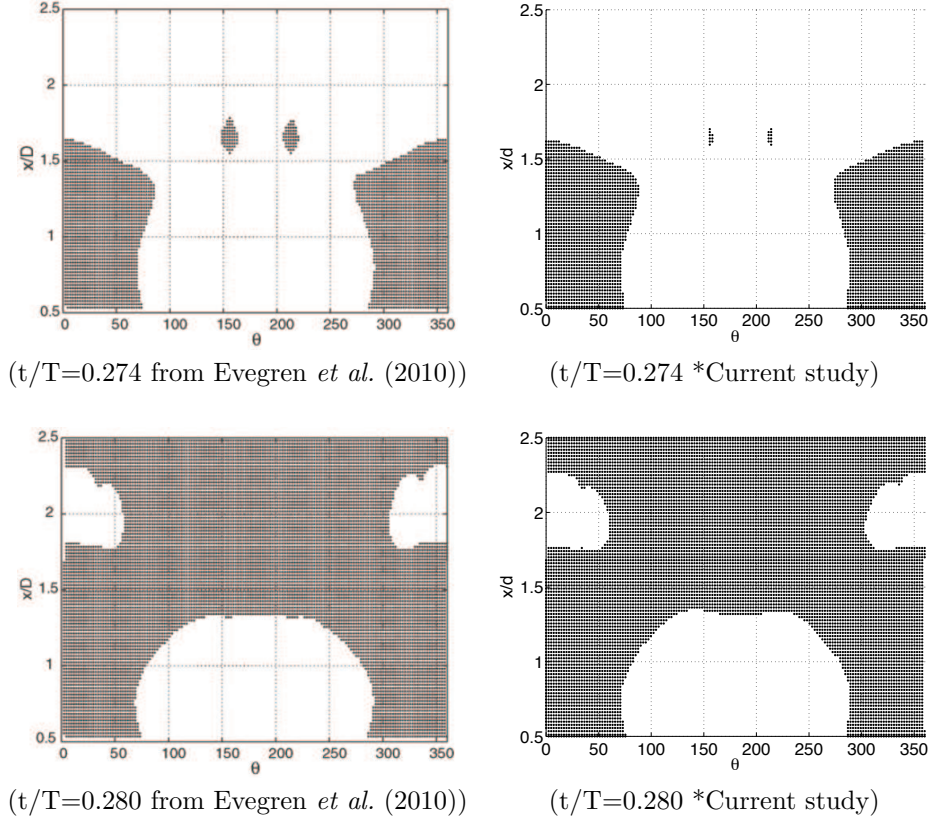 2.5
2
1.5
1
0.5
x/D
0 50 100 150 200 250 300 350
θ
2.5
2
1.5
1
0.5
x/d
0 50 100 150 200 250 300 350
θ
(t/T=0.274 from Evegren et al. (2010))
(t/T=0.274 *Current study)
2.5
2
1.5
1
0.5
x/D
0 50 100 150 200 250 300 350
θ
2.5
2
1.5
1
0.5
x/d
0 50 100 150 200 250 300 350
θ
(t/T=0.280 from Evegren et al. (2010))
(t/T=0.280 *Current study)